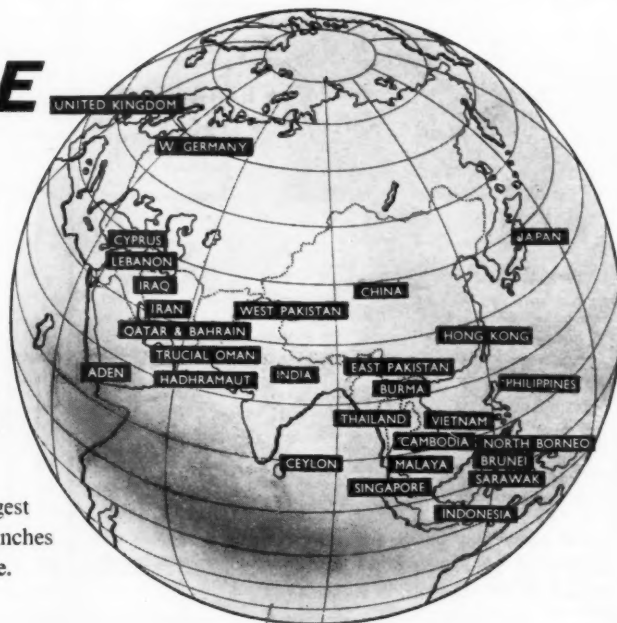 E
UNITED KINGDOM
W. GERMANY
CYPRUS
LEBANON
IRAQ
IRAN
QATAR & BAHRAIN
TRUCIAL OMAN
ADEN
HADHRAMAUT
WEST PAKISTAN
CHINA
JAPAN
HONG KONG
INDIA
EAST PAKISTAN
BURMA
PHILIPPINES
THAILAND
VIETNAM
CAMBODIA
NORTH BORNEO
CEYLON
MALAYA
BRUNEI
SINGAPORE
SARAWAK
INDONESIA
gest
nches
e.